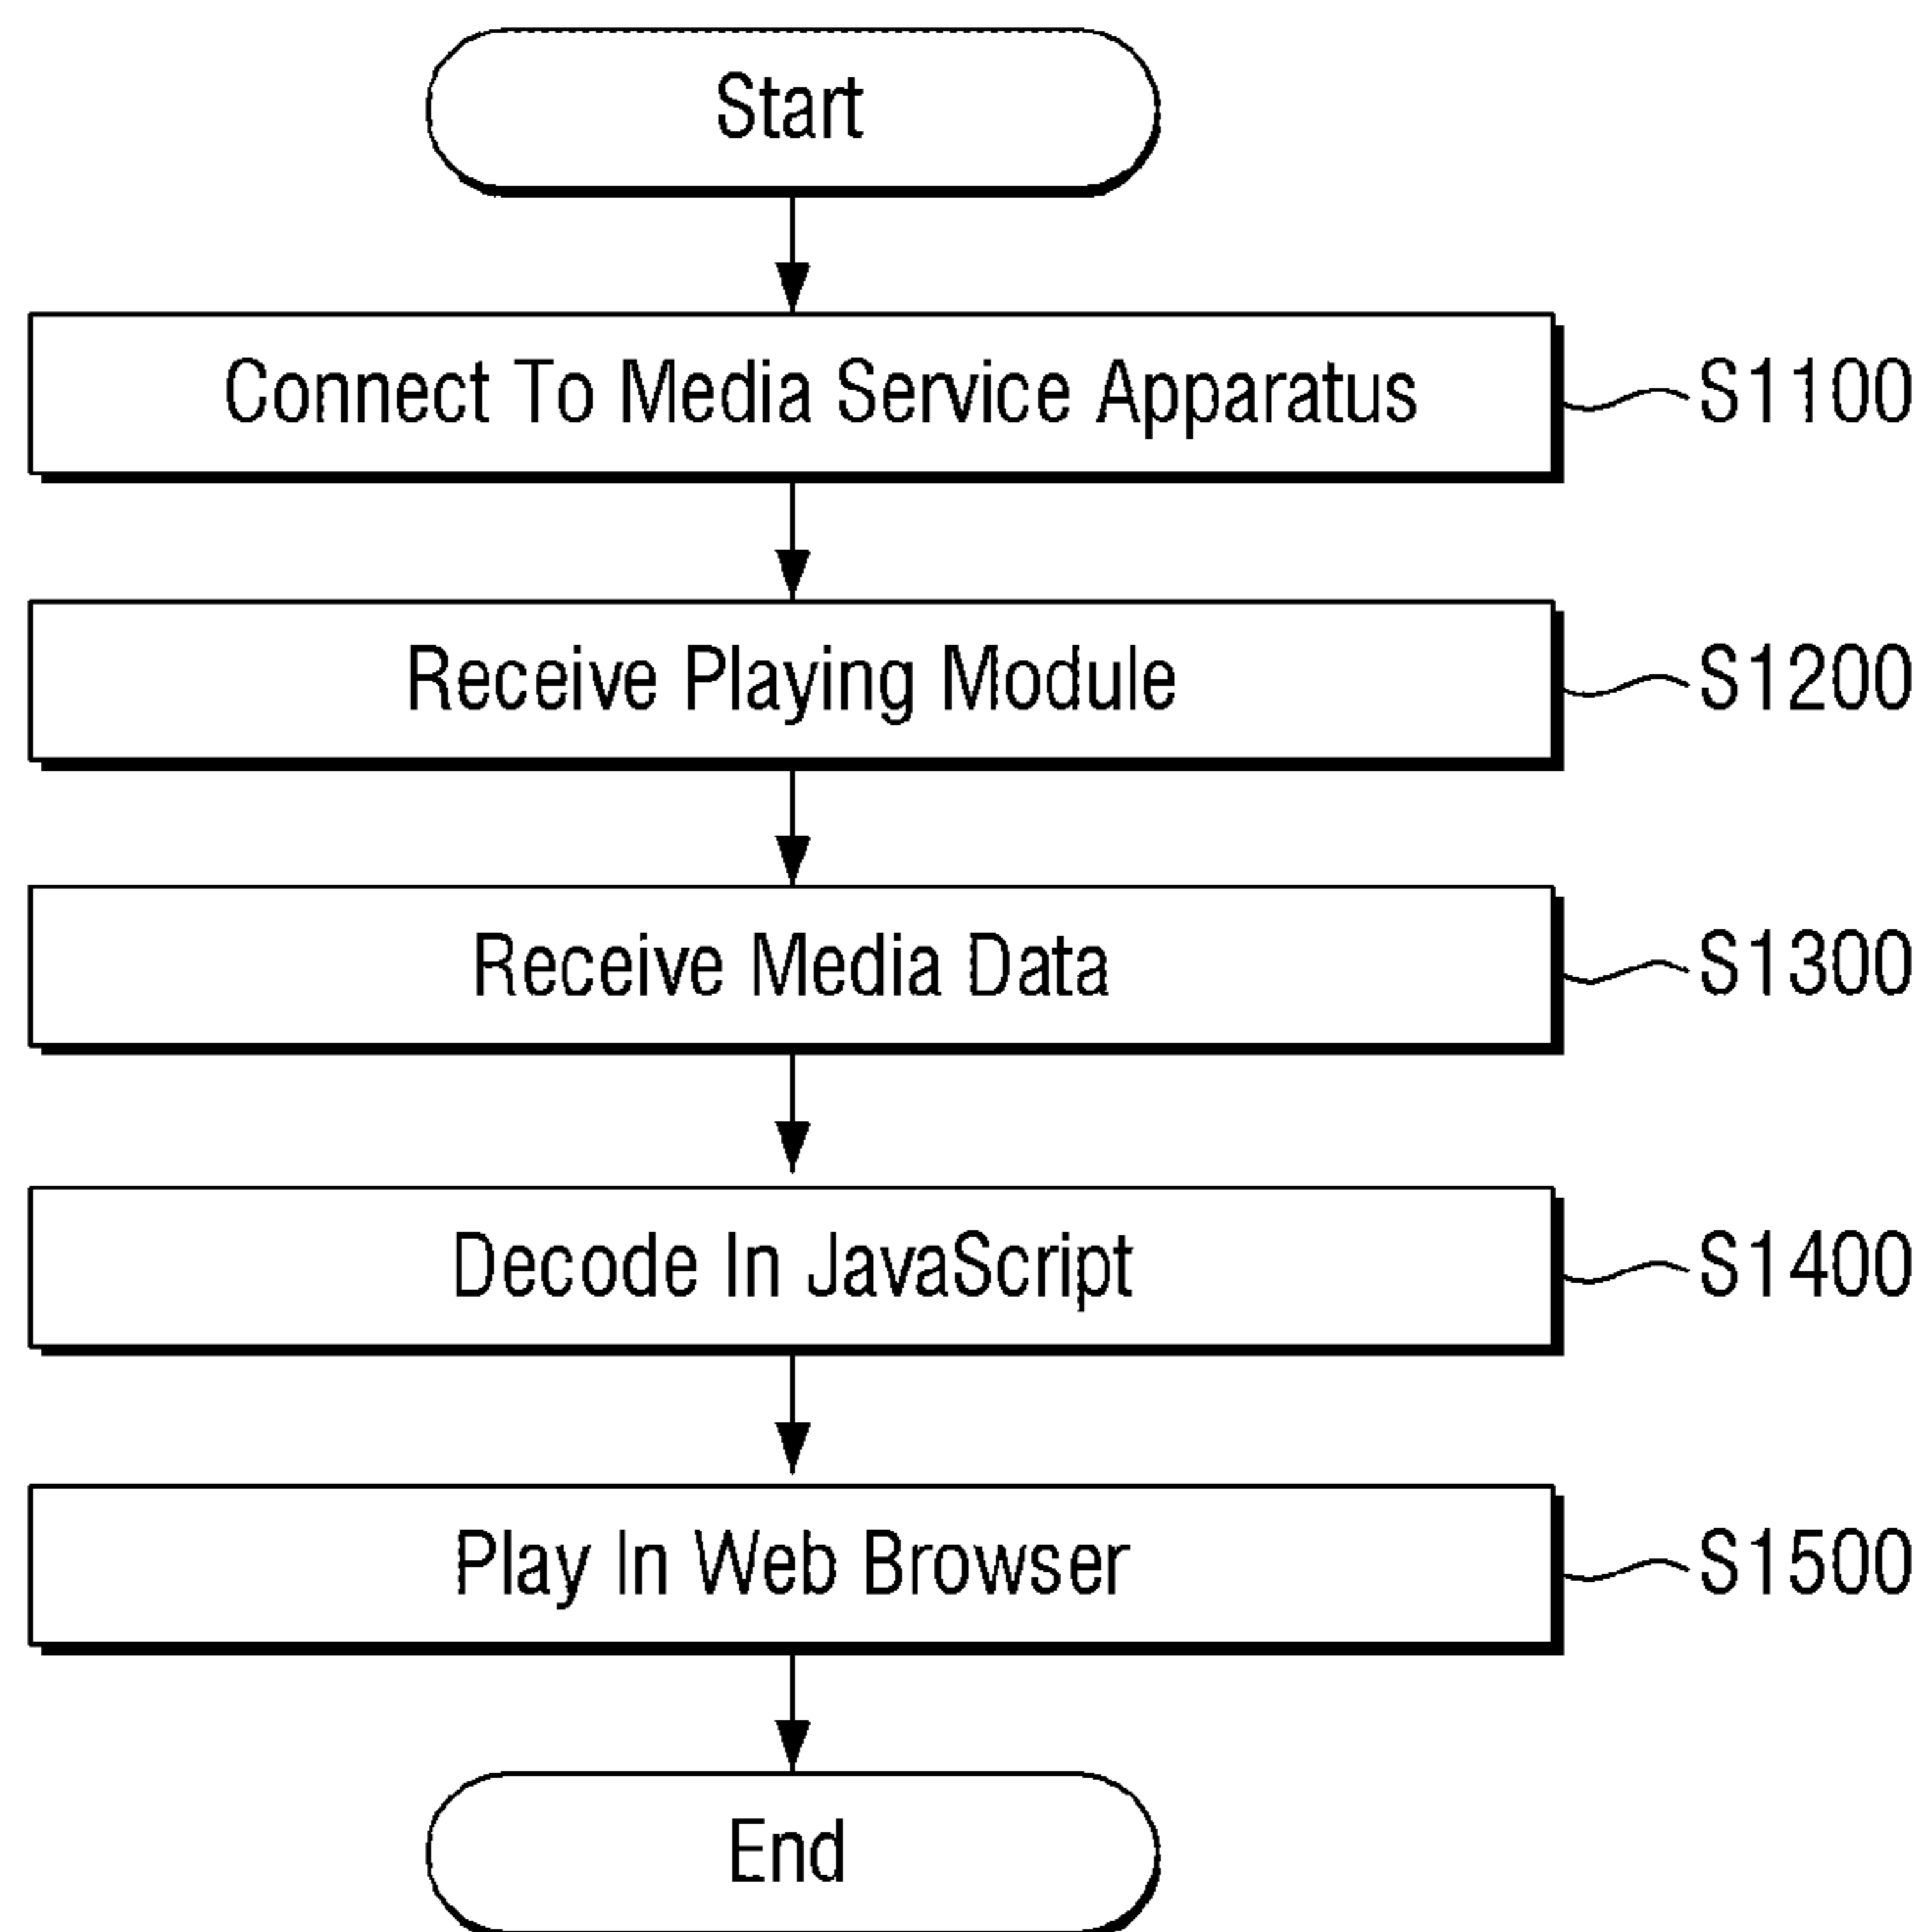 Start
Connect To Media Service Apparatus
S1100
Receive Playing Module
S1200
Receive Media Data
S1300
Decode In JavaScript
S1400
Play In Web Browser
S1500
End